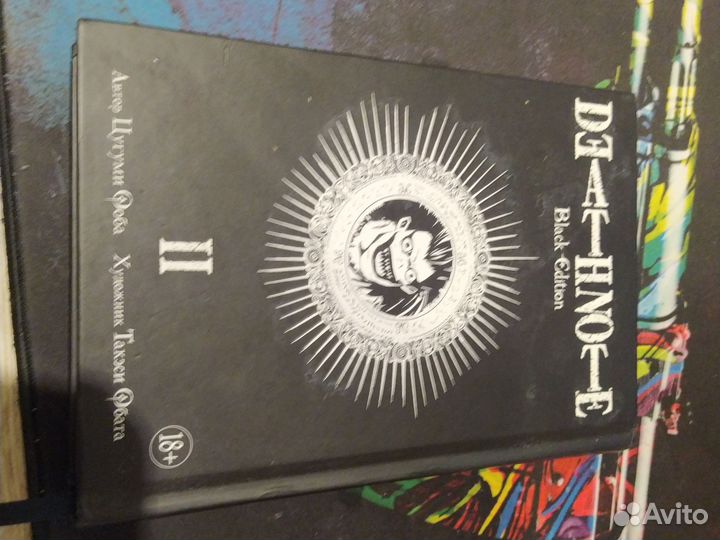 DEATHNOTE
Black Edition
II
Автор Цугуми Ооба Художник Такэси Обата
18+
Avito